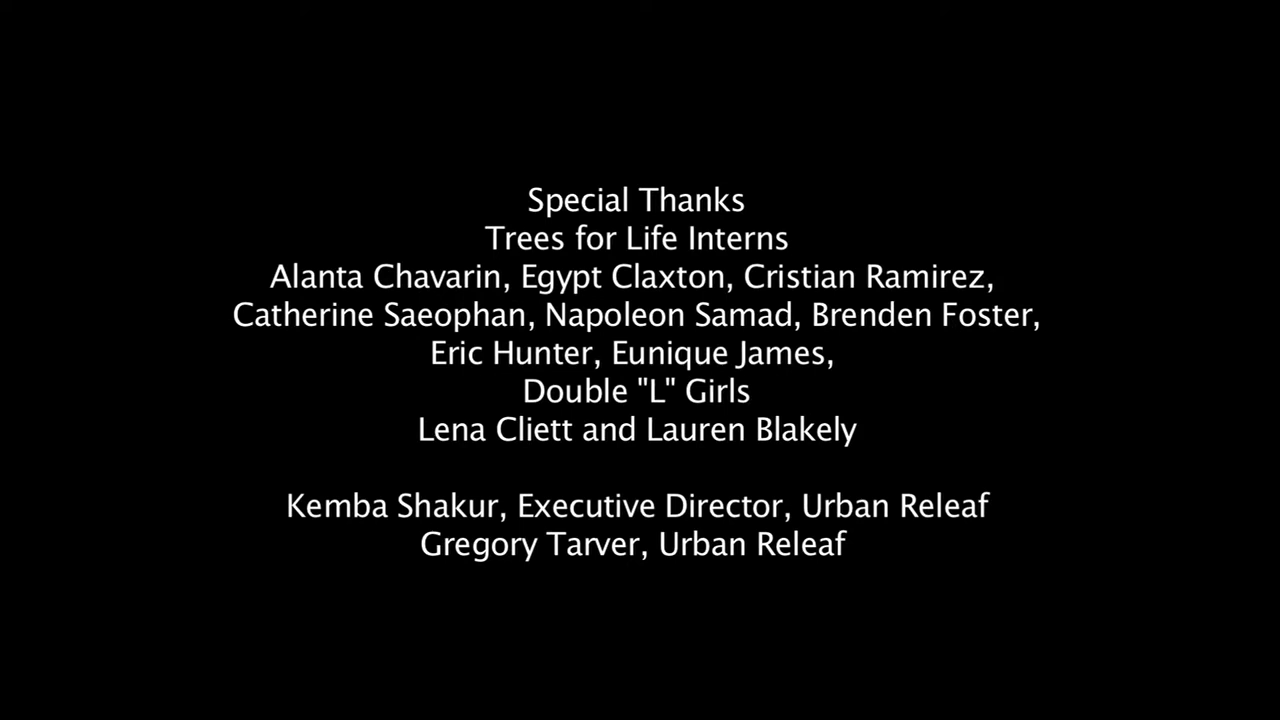 Special Thanks
Trees for Life Interns
Alanta Chavarin, Egypt Claxton, Cristian Ramirez,
Catherine Saeophan, Napoleon Samad, Brenden Foster,
Eric Hunter, Eunique James,
Double "L" Girls
Lena Cliett and Lauren Blakely
Kemba Shakur, Executive Director, Urban Releaf
Gregory Tarver, Urban Releaf